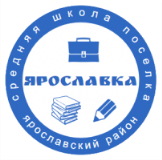 средняя школа поселка
ЯРОСЛАВКА
ярославский район